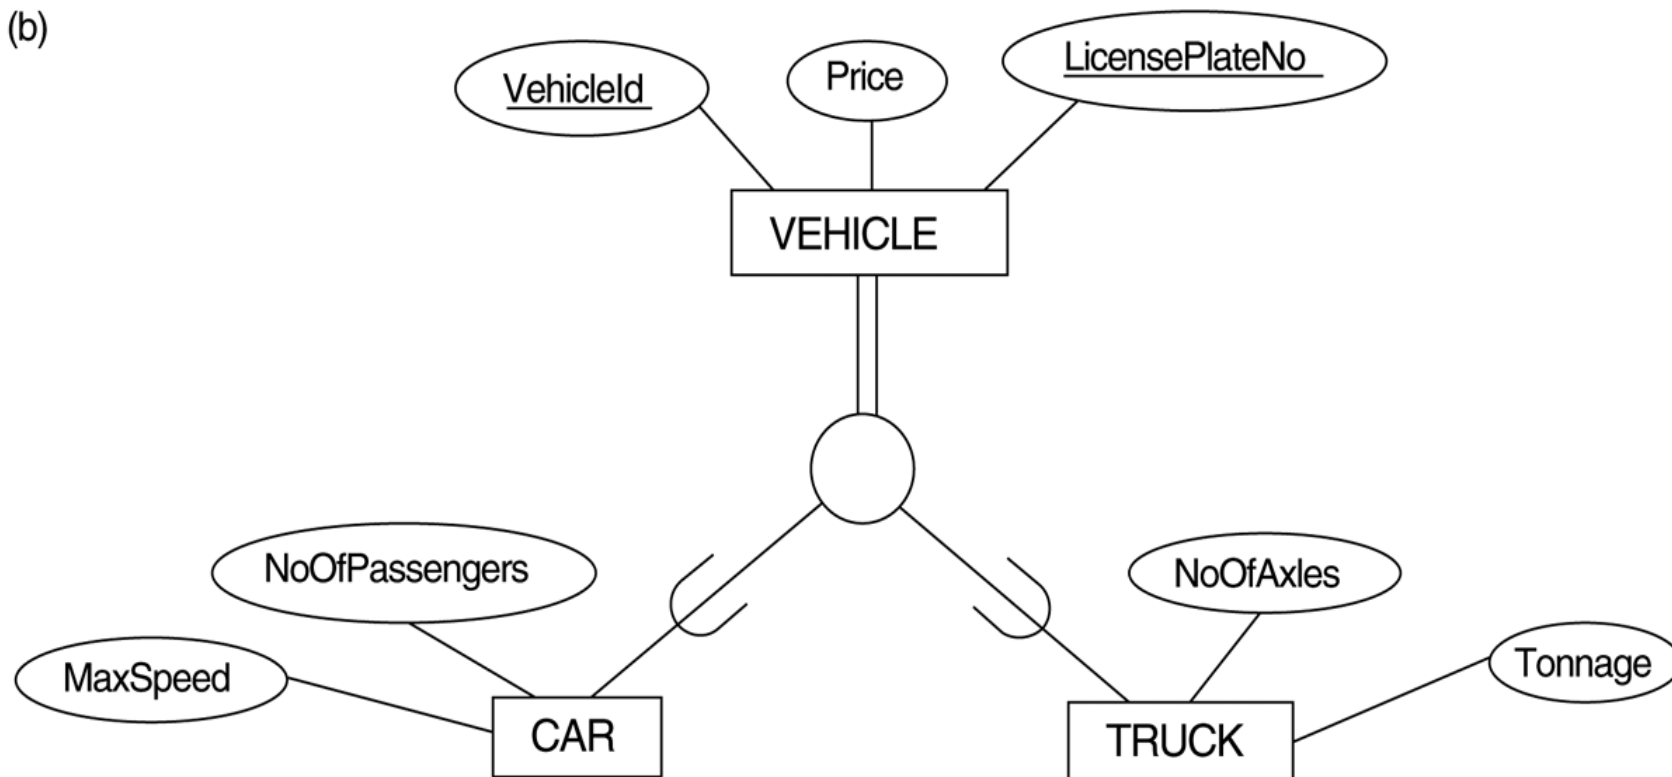 (b)
VehicleId
Price
LicensePlateNo
VEHICLE
NoOfPassengers
NoOfAxles
MaxSpeed
Tonnage
CAR
TRUCK